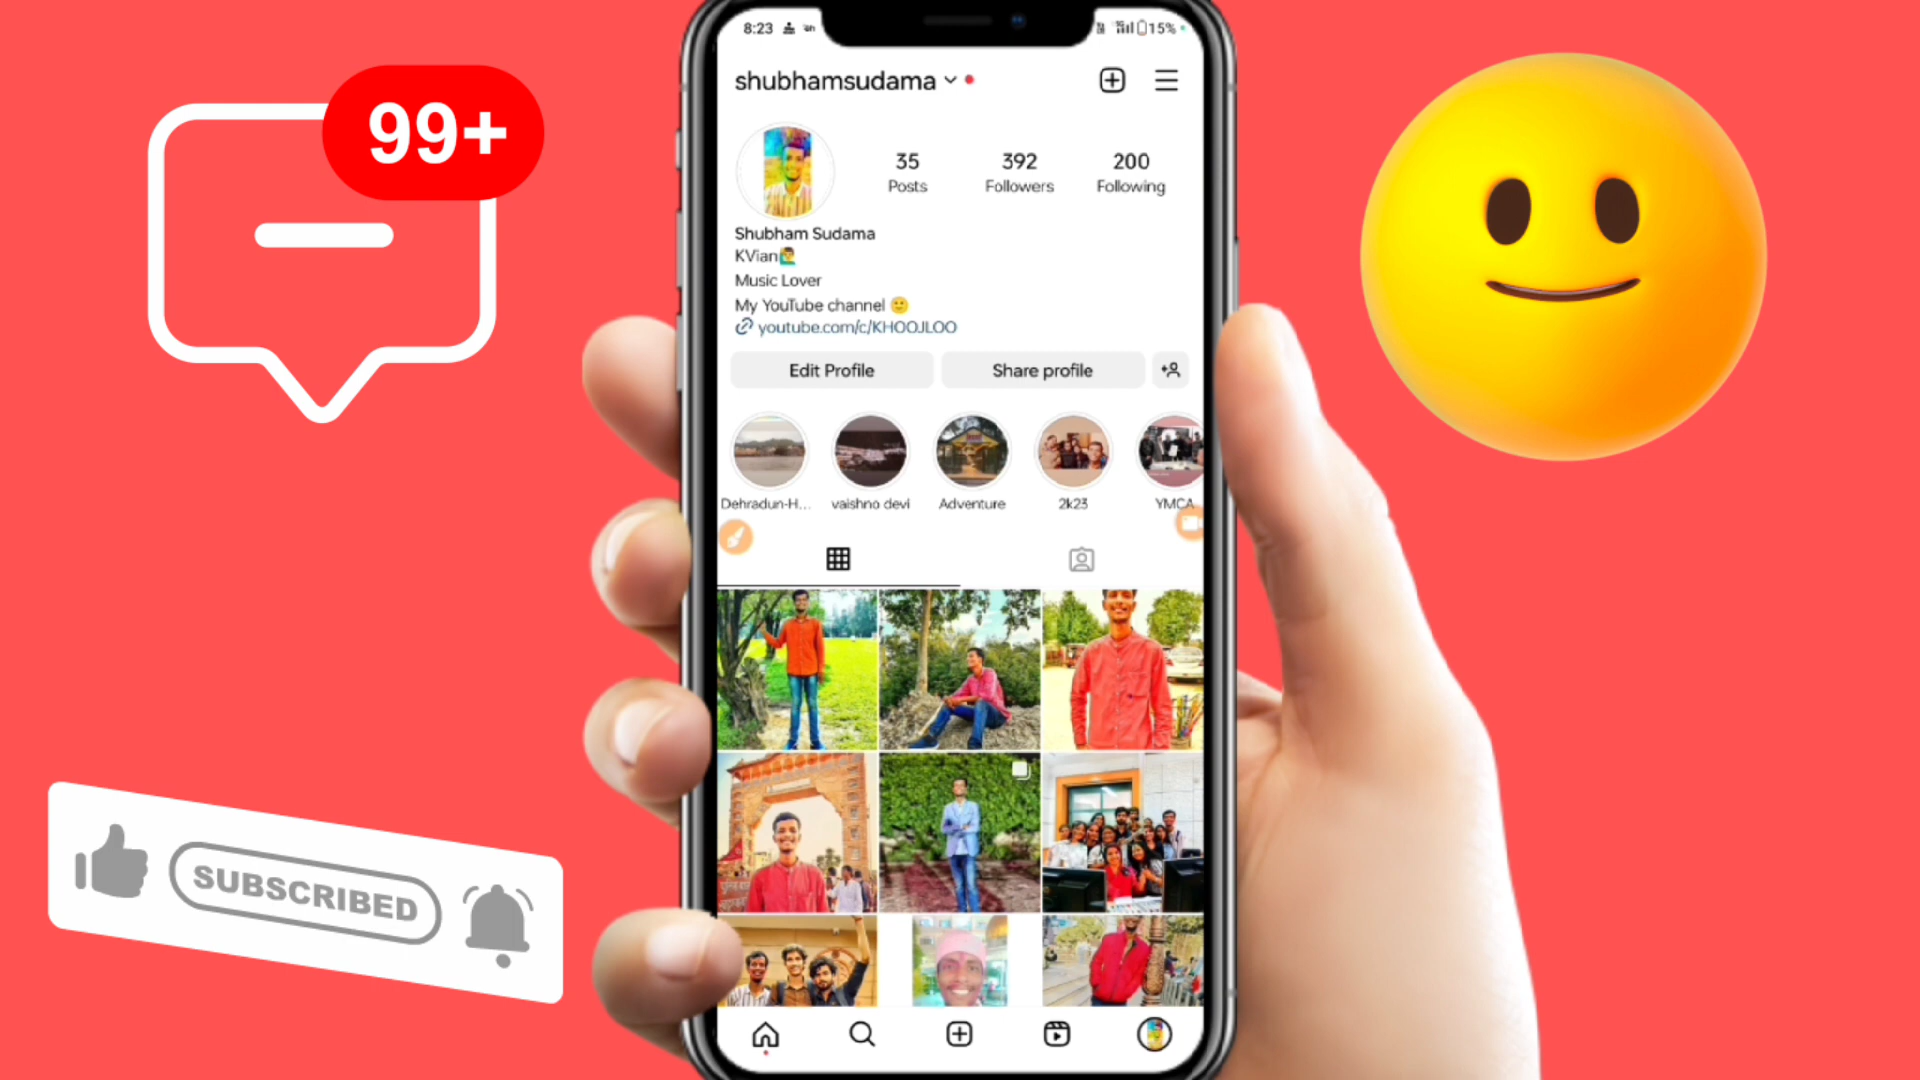 99+
8:23
15%
shubhamsudama
35
Posts
392
Followers
200
Following
Shubham Sudama
KVian🙋‍♂️
Music Lover
My YouTube channel 🙂
youtube.com/c/KHOOJLOO
Edit Profile
Share profile
Dehradun-H...
vaishno devi
Adventure
2k23
YMCA
SUBSCRIBED